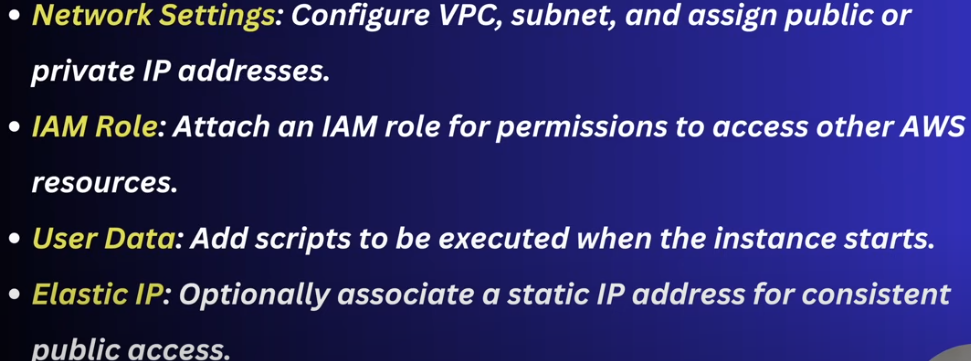 • Network Settings: Configure VPC, subnet, and assign public or
private IP addresses.
• IAM Role: Attach an IAM role for permissions to access other AWS
resources.
• User Data: Add scripts to be executed when the instance starts.
• Elastic IP: Optionally associate a static IP address for consistent
public access.